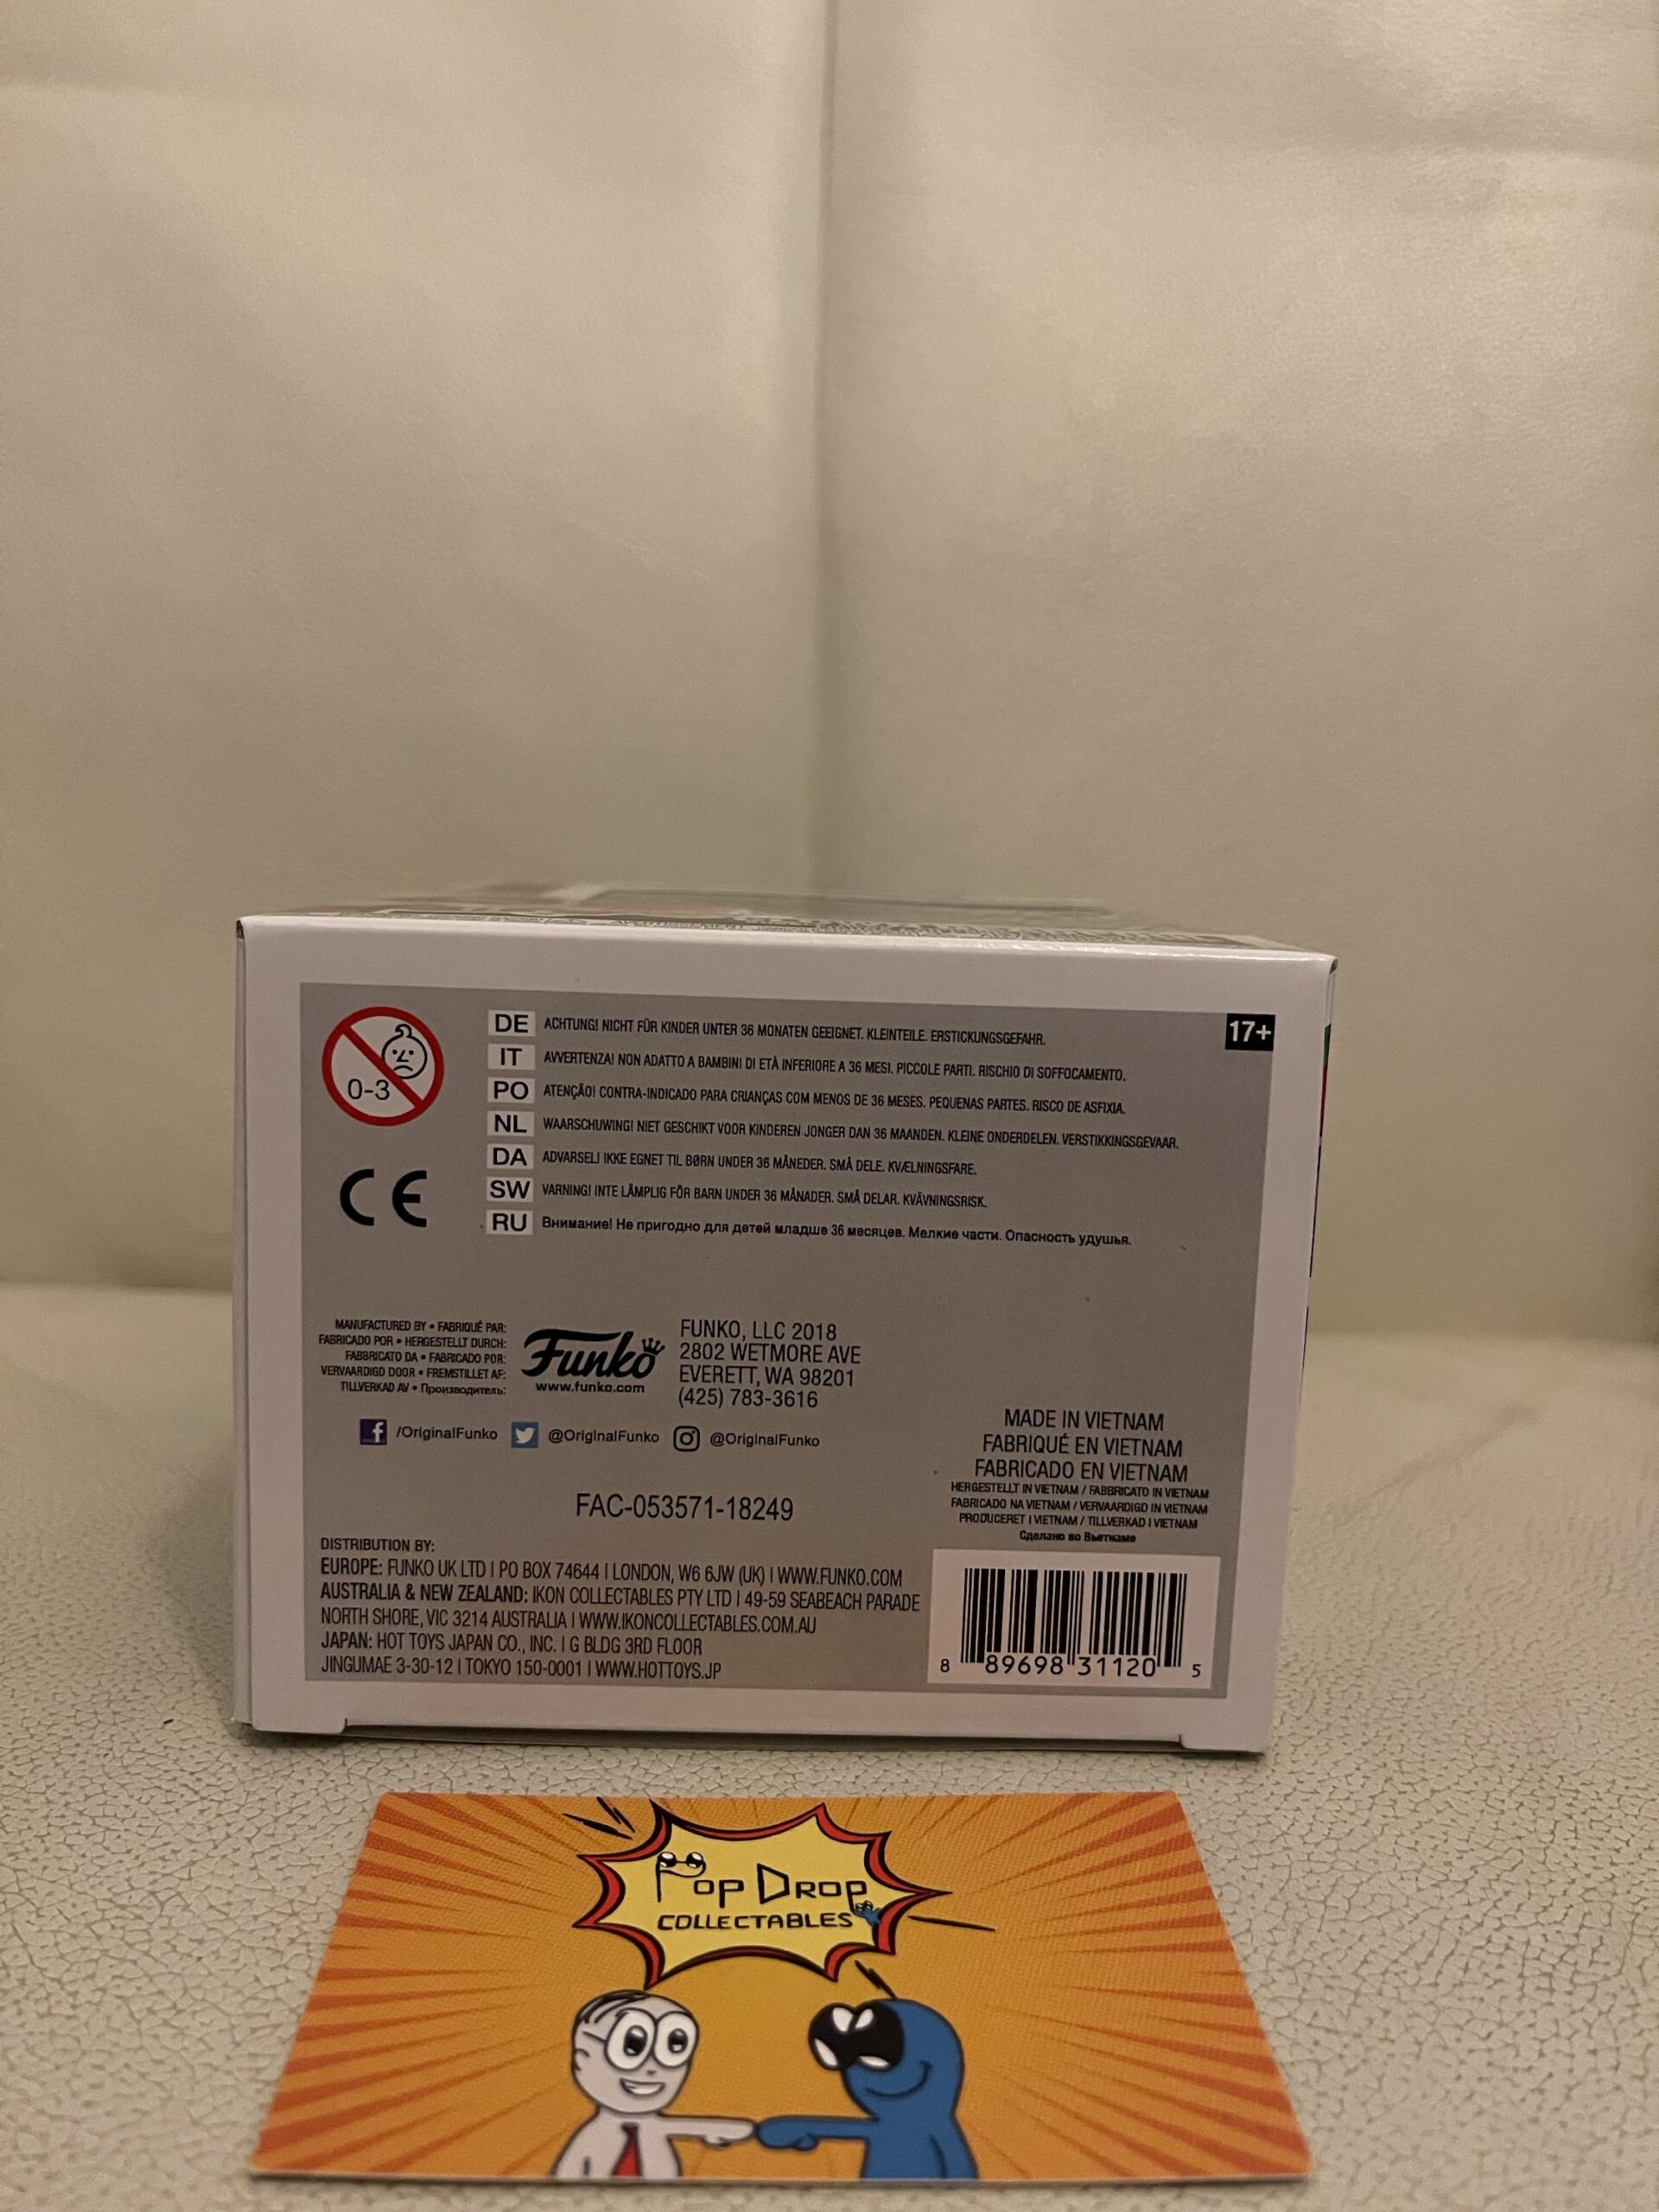 DE ACHTUNG! NICHT FÜR KINDER UNTER 36 MONATEN GEEIGNET. KLEINTEILE. ERSTICKUNGSGEFAHR.
17+
IT AVVERTENZA! NON ADATTO A BAMBINI DI ETÀ INFERIORE A 36 MESI. PICCOLE PARTI. RISCHIO DI SOFFOCAMENTO.
0-3
PO ATENÇÃO! CONTRA-INDICADO PARA CRIANÇAS COM MENOS DE 36 MESES. PEQUENAS PARTES. RISCO DE ASFIXIA.
NL WAARSCHUWING! NIET GESCHIKT VOOR KINDEREN JONGER DAN 36 MAANDEN. KLEINE ONDERDELEN. VERSTIKKINGSGEVAAR.
DA ADVARSEL! IKKE EGNET TIL BØRN UNDER 36 MÅNEDER. SMÅ DELE. KVÆLNINGSFARE.
CE
SW VARNING! INTE LÄMPLIG FÖR BARN UNDER 36 MÅNADER. SMÅ DELAR. KVÄVNINGSRISK.
RU Внимание! Не пригодно для детей младше 36 месяцев. Мелкие части. Опасность удушья.
MANUFACTURED BY • FABRIQUÉ PAR:
FABRICADO POR • HERGESTELLT DURCH:
FABBRICATO DA • FABRICADO POR:
VERVAARDIGD DOOR • FREMSTILLET AF:
TILLVERKAD AV • Производитель:
Funko
www.funko.com
FUNKO, LLC 2018
2802 WETMORE AVE
EVERETT, WA 98201
(425) 783-3616
/OriginalFunko @OriginalFunko @OriginalFunko
MADE IN VIETNAM
FABRIQUÉ EN VIETNAM
FABRICADO EN VIETNAM
HERGESTELLT IN VIETNAM / FABBRICATO IN VIETNAM
FABRICADO NA VIETNAM / VERVAARDIGD IN VIETNAM
PRODUCERET I VIETNAM / TILLVERKAD I VIETNAM
Сделано во Вьетнаме
FAC-053571-18249
DISTRIBUTION BY:
EUROPE: FUNKO UK LTD | PO BOX 74644 | LONDON, W6 6JW (UK) | WWW.FUNKO.COM
AUSTRALIA & NEW ZEALAND: IKON COLLECTABLES PTY LTD | 49-59 SEABEACH PARADE
NORTH SHORE, VIC 3214 AUSTRALIA | WWW.IKONCOLLECTABLES.COM.AU
JAPAN: HOT TOYS JAPAN CO., INC. | G BLDG 3RD FLOOR
JINGUMAE 3-30-12 | TOKYO 150-0001 | WWW.HOTTOYS.JP
8 89698 31120 5
POP DROP
COLLECTABLES